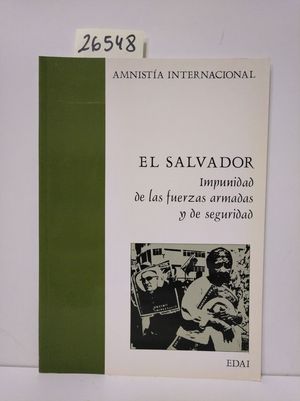 26548
AMNISTÍA INTERNACIONAL
EL SALVADOR
Impunidad
de las fuerzas armadas
y de seguridad
EDAI